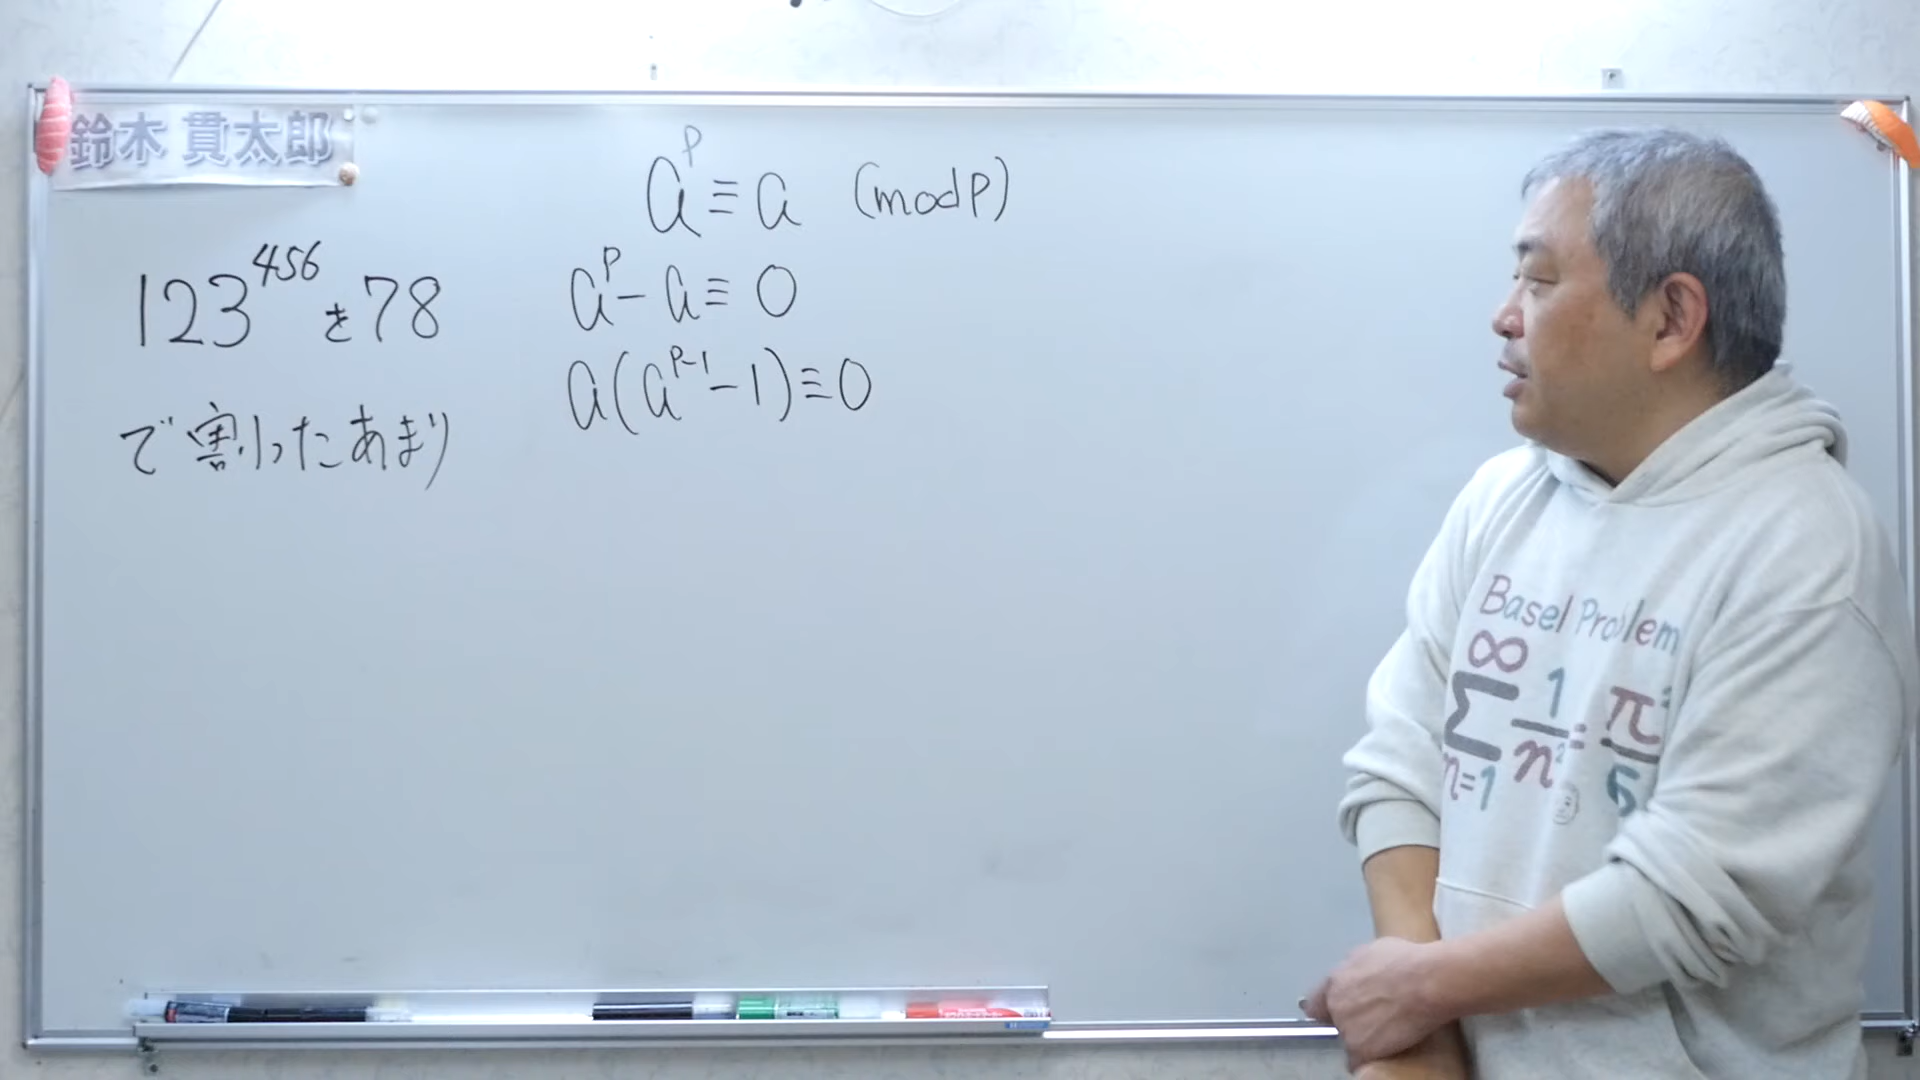 鈴木 貫太郎
123^456 を78
で割ったあまり
a^p ≡ a (mod p)
a^p - a ≡ 0
a(a^{p-1} - 1) ≡ 0
Basel Problem
∞
Σ 1/n² = π²/6
n=1